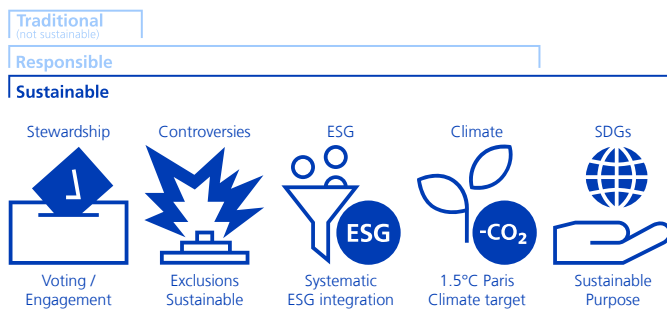 Traditional
(not sustainable)
Responsible
Sustainable
Stewardship Controversies ESG Climate SDGs
ESG -CO₂
Voting / Exclusions Systematic 1.5°C Paris Sustainable
Engagement Sustainable ESG integration Climate target Purpose